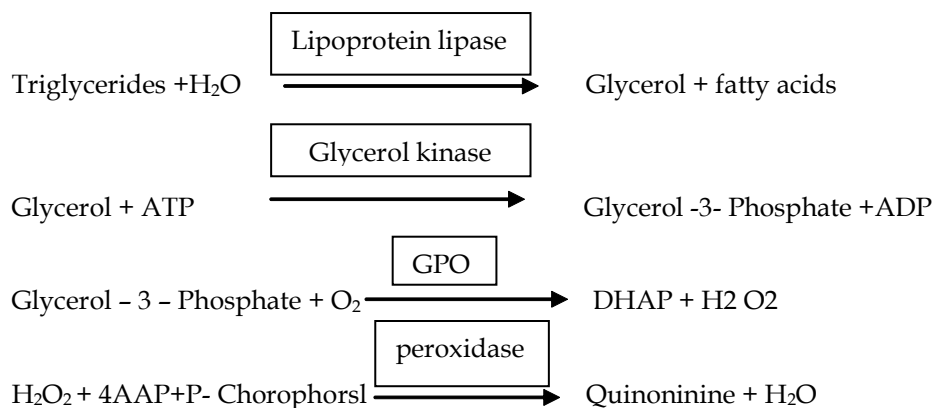 Lipoprotein lipase
Triglycerides +H₂O Glycerol + fatty acids
Glycerol kinase
Glycerol + ATP Glycerol -3- Phosphate +ADP
GPO
Glycerol – 3 – Phosphate + O₂ DHAP + H2 O2
peroxidase
H₂O₂ + 4AAP+P- Chorophorsl Quinoninine + H₂O